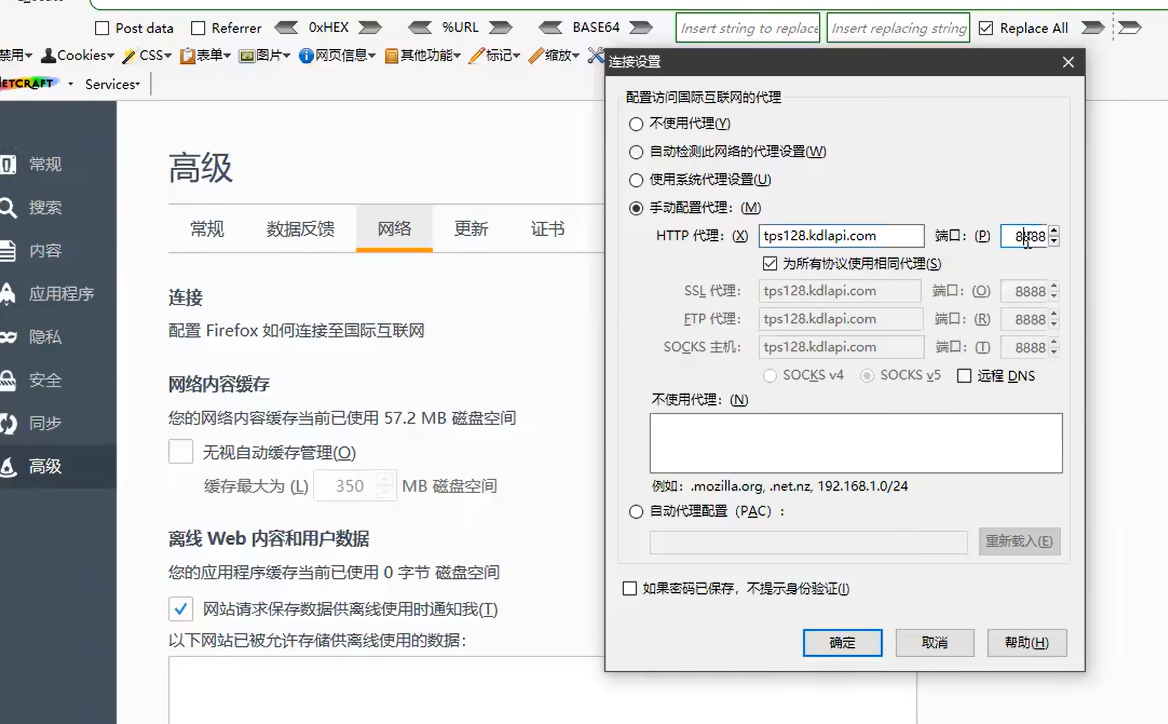 Post data Referrer 0xHEX %URL BASE64 Insert string to replace Insert replacing string Replace All
禁用 Cookies CSS 表单 图片 网页信息 其他功能 标记 缩放
ETCRAFT Services
常规
搜索
内容
应用程序
隐私
安全
同步
高级
高级
常规 数据反馈 网络 更新 证书
连接
配置 Firefox 如何连接至国际互联网
网络内容缓存
您的网络内容缓存当前已使用 57.2 MB 磁盘空间
无视自动缓存管理(O)
缓存最大为 (L) 350 MB 磁盘空间
离线 Web 内容和用户数据
您的应用程序缓存当前已使用 0 字节 磁盘空间
网站请求保存数据供离线使用时通知我(T)
以下网站已被允许存储供离线使用的数据:
连接设置
配置访问国际互联网的代理
不使用代理(Y)
自动检测此网络的代理设置(W)
使用系统代理设置(U)
手动配置代理: (M)
HTTP 代理: (X) tps128.kdlapi.com 端口: (P) 8888
为所有协议使用相同代理(S)
SSL 代理: tps128.kdlapi.com 端口: (O) 8888
FTP 代理: tps128.kdlapi.com 端口: (R) 8888
SOCKS 主机: tps128.kdlapi.com 端口: (T) 8888
SOCKS v4 SOCKS v5 远程 DNS
不使用代理: (N)
例如: .mozilla.org, .net.nz, 192.168.1.0/24
自动代理配置（PAC）:
重新载入(E)
如果密码已保存，不提示身份验证(I)
确定 取消 帮助(H)